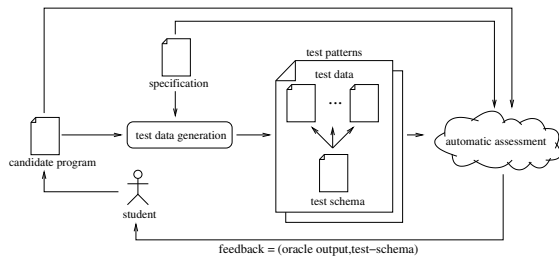 test patterns
test data
specification
...
test data generation
automatic assessment
candidate program
test schema
student
feedback = (oracle output,test−schema)